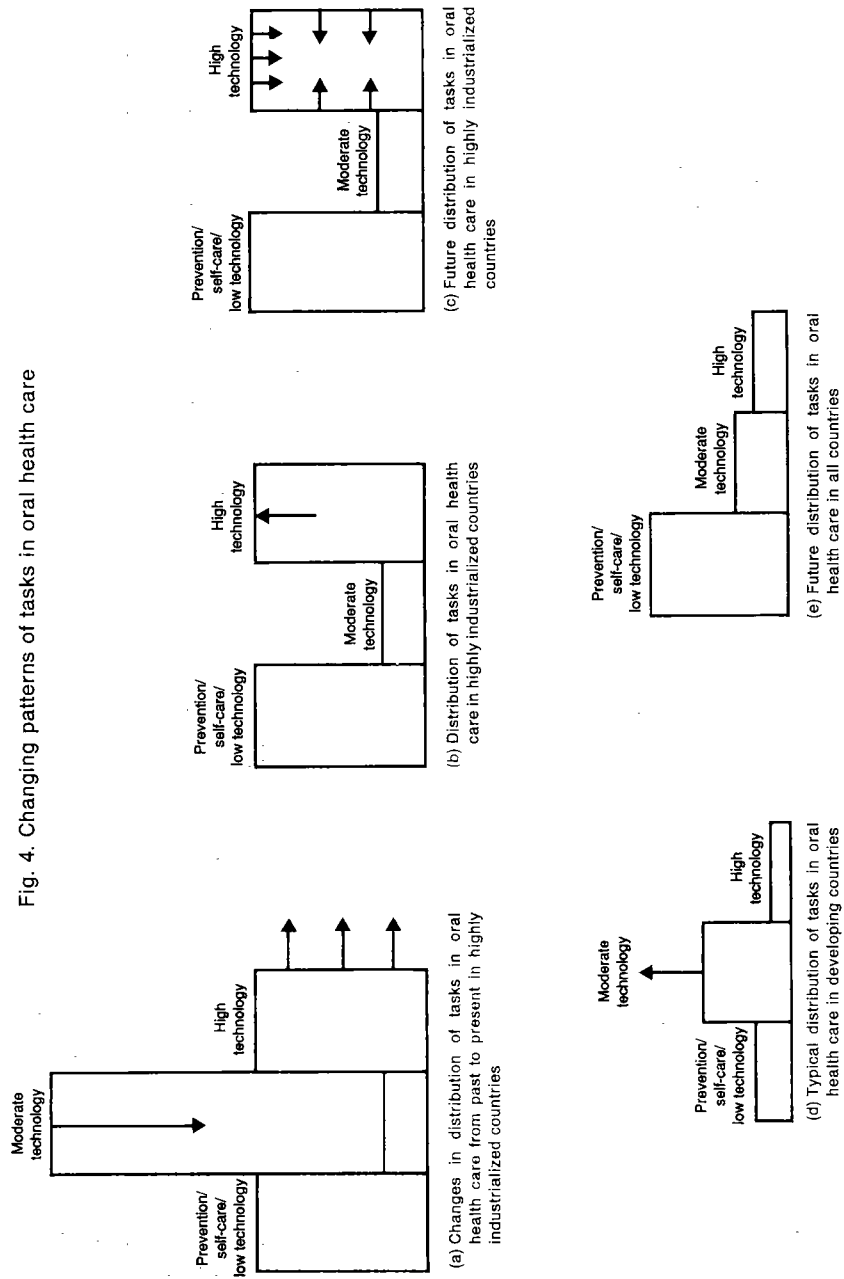 Fig. 4. Changing patterns of tasks in oral health care
Moderate
technology
Prevention/
self-care/
low technology
High
technology
(a) Changes in distribution of tasks in oral
health care from past to present in highly
industrialized countries
Prevention/
self-care/
low technology
Moderate
technology
High
technology
(b) Distribution of tasks in oral health
care in highly industrialized countries
Prevention/
self-care/
low technology
Moderate
technology
High
technology
(c) Future distribution of tasks in oral
health care in highly industrialized
countries
Moderate
technology
Prevention/
self-care/
low technology
High
technology
(d) Typical distribution of tasks in oral
health care in developing countries
Prevention/
self-care/
low technology
Moderate
technology
High
technology
(e) Future distribution of tasks in oral
health care in all countries